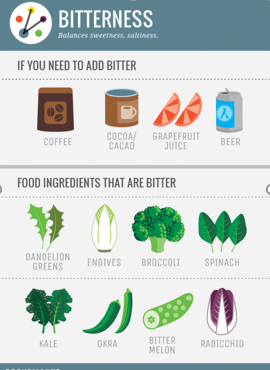 BITTERNESS
Balances sweetness, saltiness.
IF YOU NEED TO ADD BITTER
COFFEE
COCOA/
CACAO
GRAPEFRUIT
JUICE
BEER
FOOD INGREDIENTS THAT ARE BITTER
DANDELION
GREENS
ENDIVES
BROCCOLI
SPINACH
KALE
OKRA
BITTER
MELON
RADICCHIO